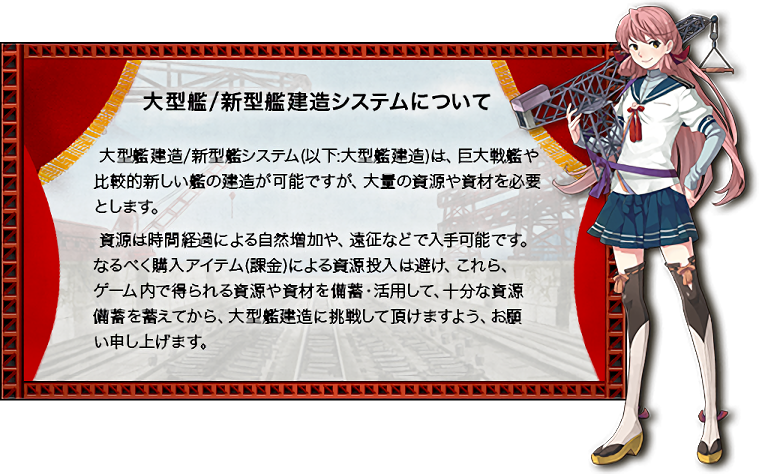 大型艦/新型艦建造システムについて
大型艦建造/新型艦システム(以下:大型艦建造)は、巨大戦艦や
比較的新しい艦の建造が可能ですが、大量の資源や資材を必要
とします。
資源は時間経過による自然増加や、遠征などで入手可能です。
なるべく購入アイテム(課金)による資源投入は避け、これら、
ゲーム内で得られる資源や資材を備蓄・活用して、十分な資源
備蓄を蓄えてから、大型艦建造に挑戦して頂けますよう、お願
い申し上げます。